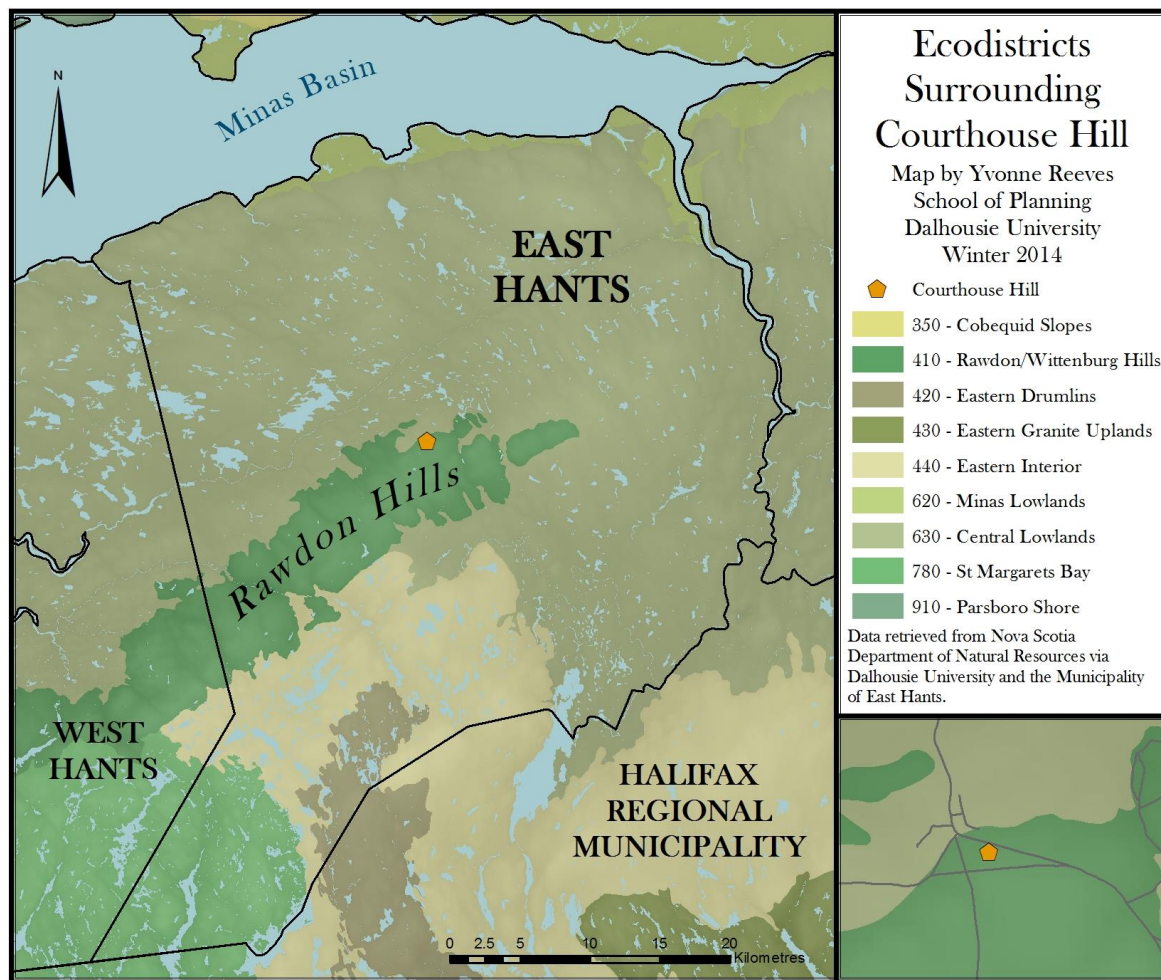 N
Minas Basin
EAST
HANTS
Rawdon Hills
WEST
HANTS
HALIFAX
REGIONAL
MUNICIPALITY
0 2.5 5 10 15 20
Kilometres
Ecodistricts
Surrounding
Courthouse Hill
Map by Yvonne Reeves
School of Planning
Dalhousie University
Winter 2014
Courthouse Hill
350 - Cobequid Slopes
410 - Rawdon/Wittenburg Hills
420 - Eastern Drumlins
430 - Eastern Granite Uplands
440 - Eastern Interior
620 - Minas Lowlands
630 - Central Lowlands
780 - St Margarets Bay
910 - Parsboro Shore
Data retrieved from Nova Scotia
Department of Natural Resources via
Dalhousie University and the Municipality
of East Hants.